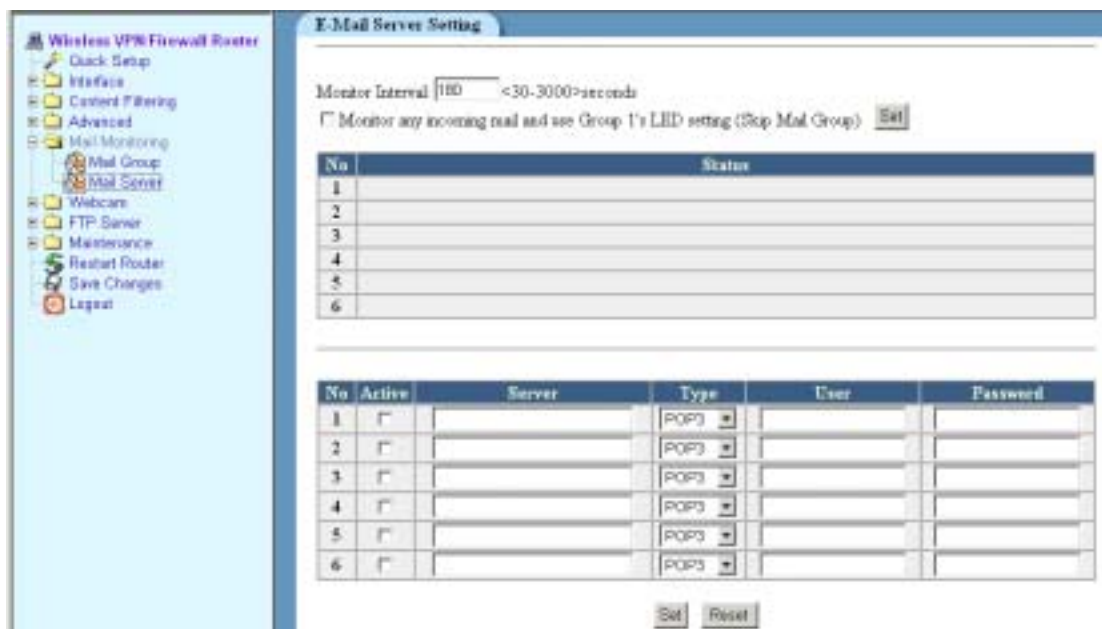 Wireless VPN Firewall Router
Quick Setup
Interface
Content Filtering
Advanced
Mail Monitoring
Mail Group
Mail Server
Webcam
FTP Server
Maintenance
Restart Router
Save Changes
Logout
E-Mail Server Setting
Monitor Interval 180 <30-3000>seconds
Monitor any incoming mail and use Group 1's LED setting (Skip Mail Group) Set
No Status
1
2
3
4
5
6
No Active Server Type User Password
1 POP3
2 POP3
3 POP3
4 POP3
5 POP3
6 POP3
Set Reset